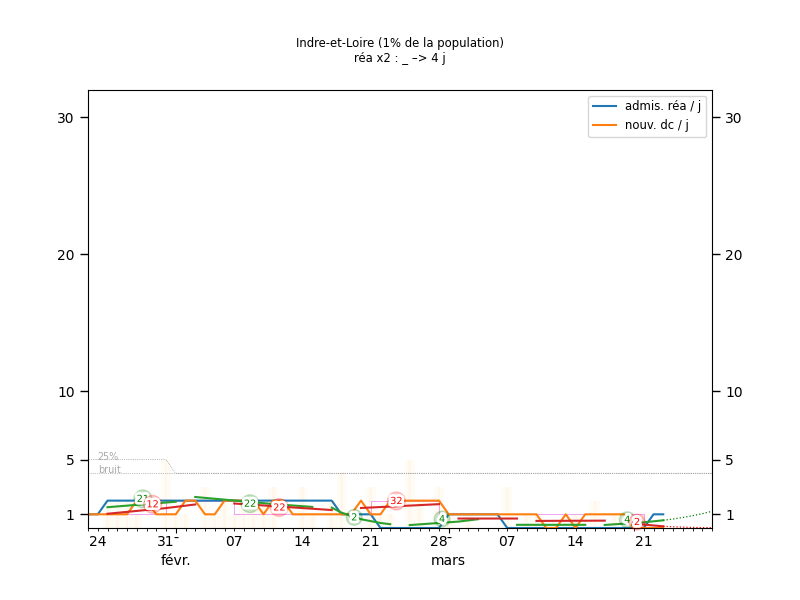 Indre-et-Loire (1% de la population)
réa x2 : _ –> 4 j
admis. réa / j
nouv. dc / j
30 30
20 20
10 10
5 5
1 1
25%
bruit
12
22
22
2
32
4
4
24 31 07 14 21 28 07 14 21
févr. mars